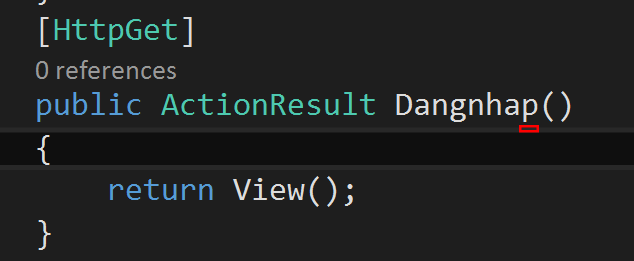 [HttpGet]
0 references
public ActionResult Dangnhap()
{
    return View();
}